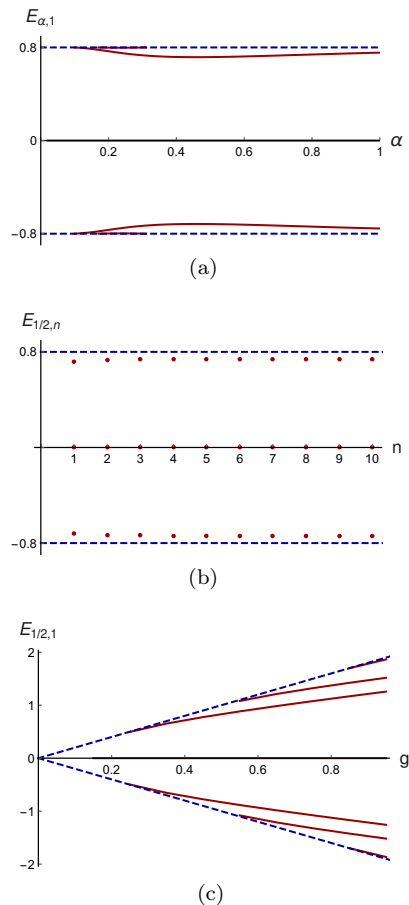 E_{α,1}
0.8
0
0.2 0.4 0.6 0.8 1 α
−0.8
(a)
E_{1/2,n}
0.8
1 2 3 4 5 6 7 8 9 10 n
−0.8
(b)
E_{1/2,1}
2
1
0
0.2 0.4 0.6 0.8 g
−1
−2
(c)